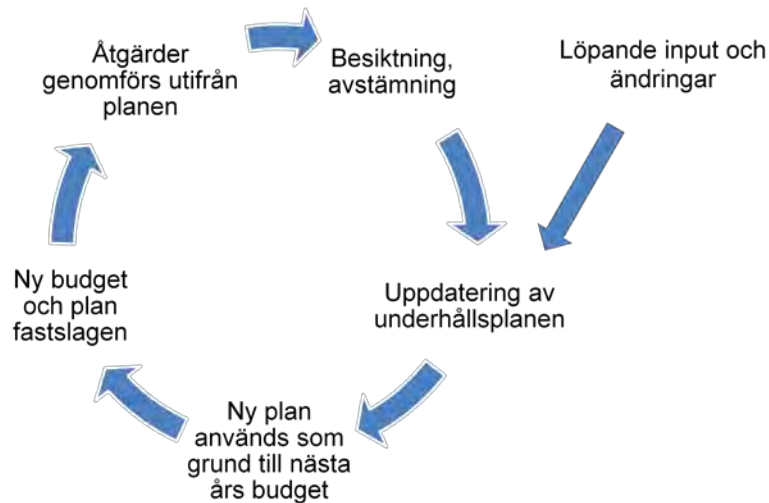 Åtgärder
genomförs utifrån
planen
Besiktning,
avstämning
Löpande input och
ändringar
Uppdatering av
underhållsplanen
Ny plan
används som
grund till nästa
års budget
Ny budget
och plan
fastslagen